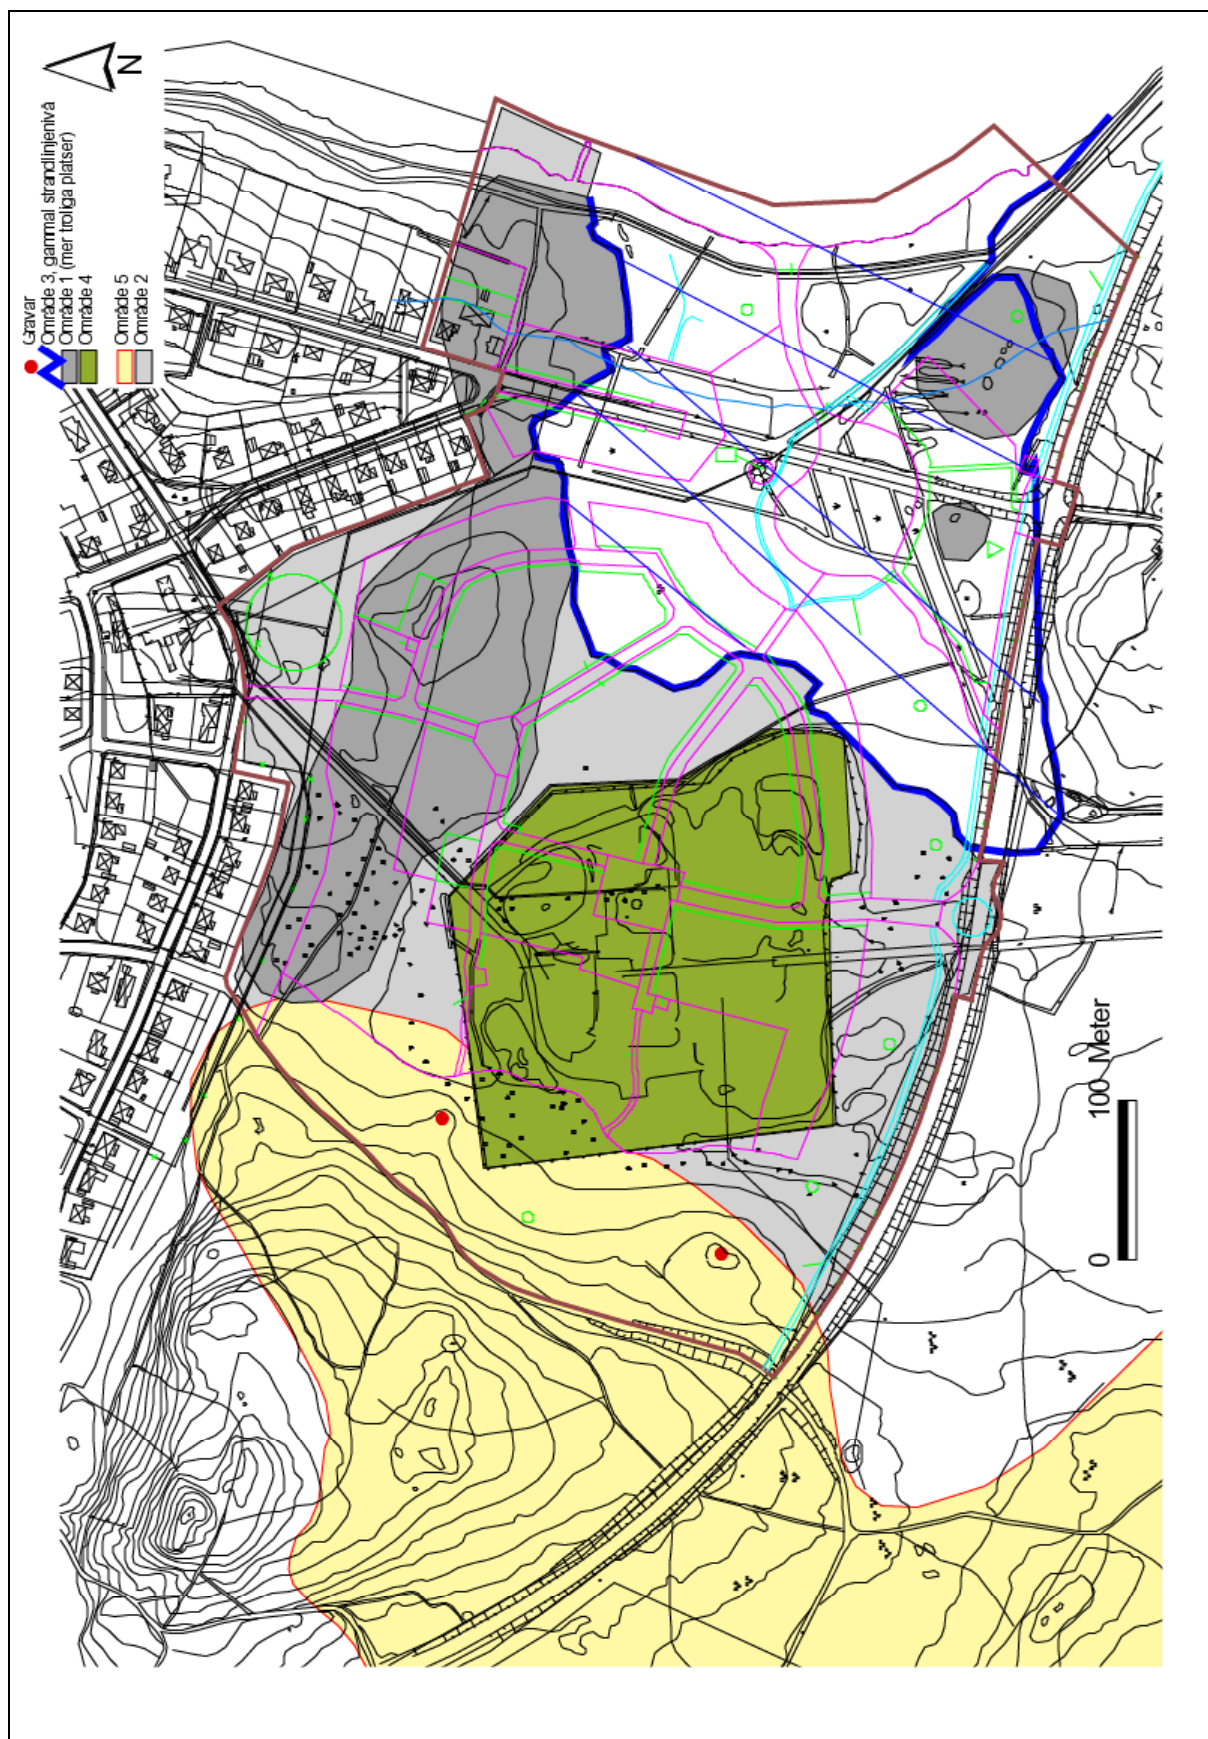 N
Gravar
Område 3, gammal strandlinjenivå
Område 1 (mer troliga platser)
Område 4
Område 5
Område 2
0
100 Meter